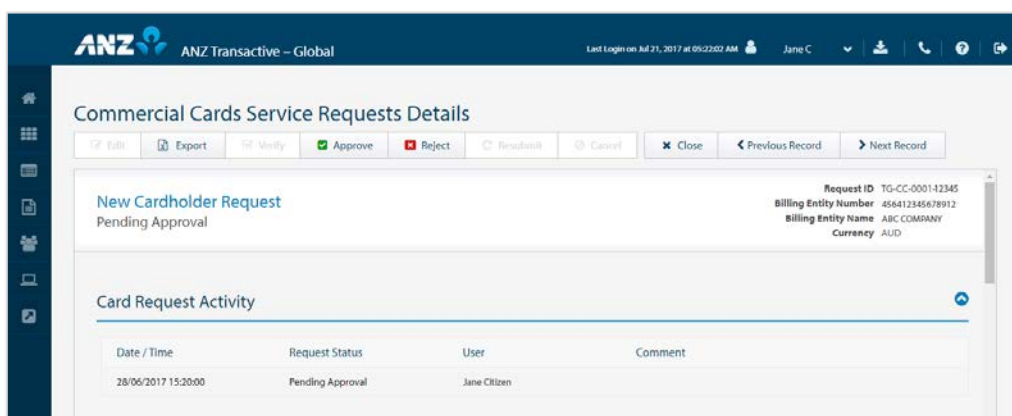 ANZ ANZ Transactive – Global Last Login on Jul 21, 2017 at 05:22:02 AM Jane C
Commercial Cards Service Requests Details
Edit Export Verify Approve Reject Resubmit Cancel Close Previous Record Next Record
New Cardholder Request
Pending Approval
Request ID TG-CC-0001-12345
Billing Entity Number 456412345678912
Billing Entity Name ABC COMPANY
Currency AUD
Card Request Activity
Date / Time Request Status User Comment
28/06/2017 15:20:00 Pending Approval Jane Citizen